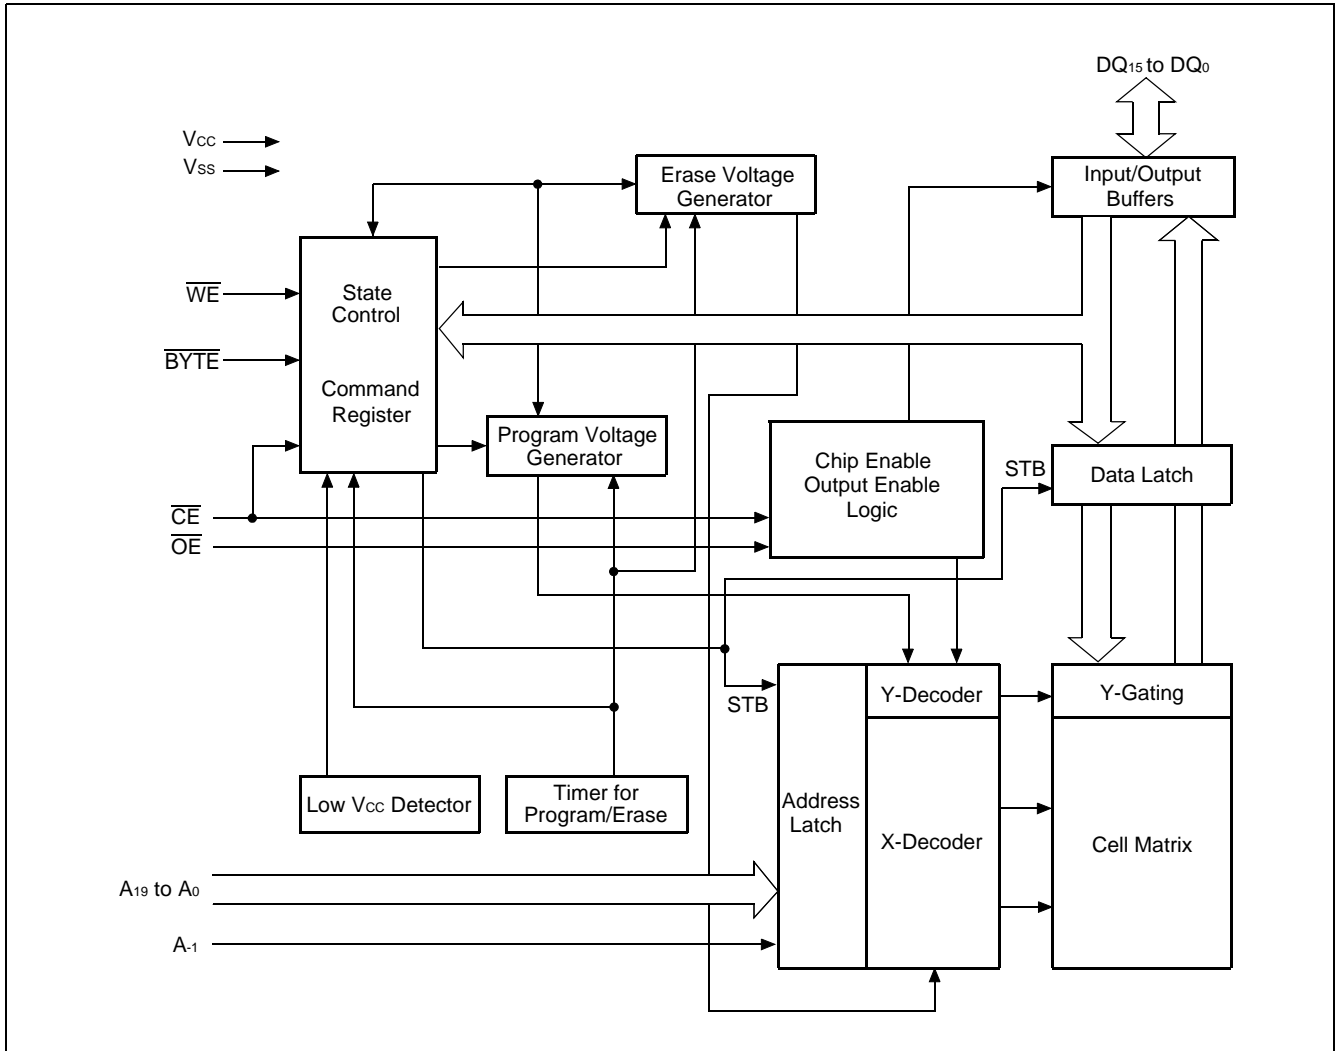 DQ15 to DQ0
VCC
VSS
Erase Voltage
Generator
Input/Output
Buffers
WE
State
Control
BYTE
Command
Register
Program Voltage
Generator
Chip Enable
Output Enable
Logic
STB
Data Latch
CE
OE
STB
Y-Decoder
Y-Gating
Low VCC Detector
Timer for
Program/Erase
Address
Latch
X-Decoder
Cell Matrix
A19 to A0
A-1